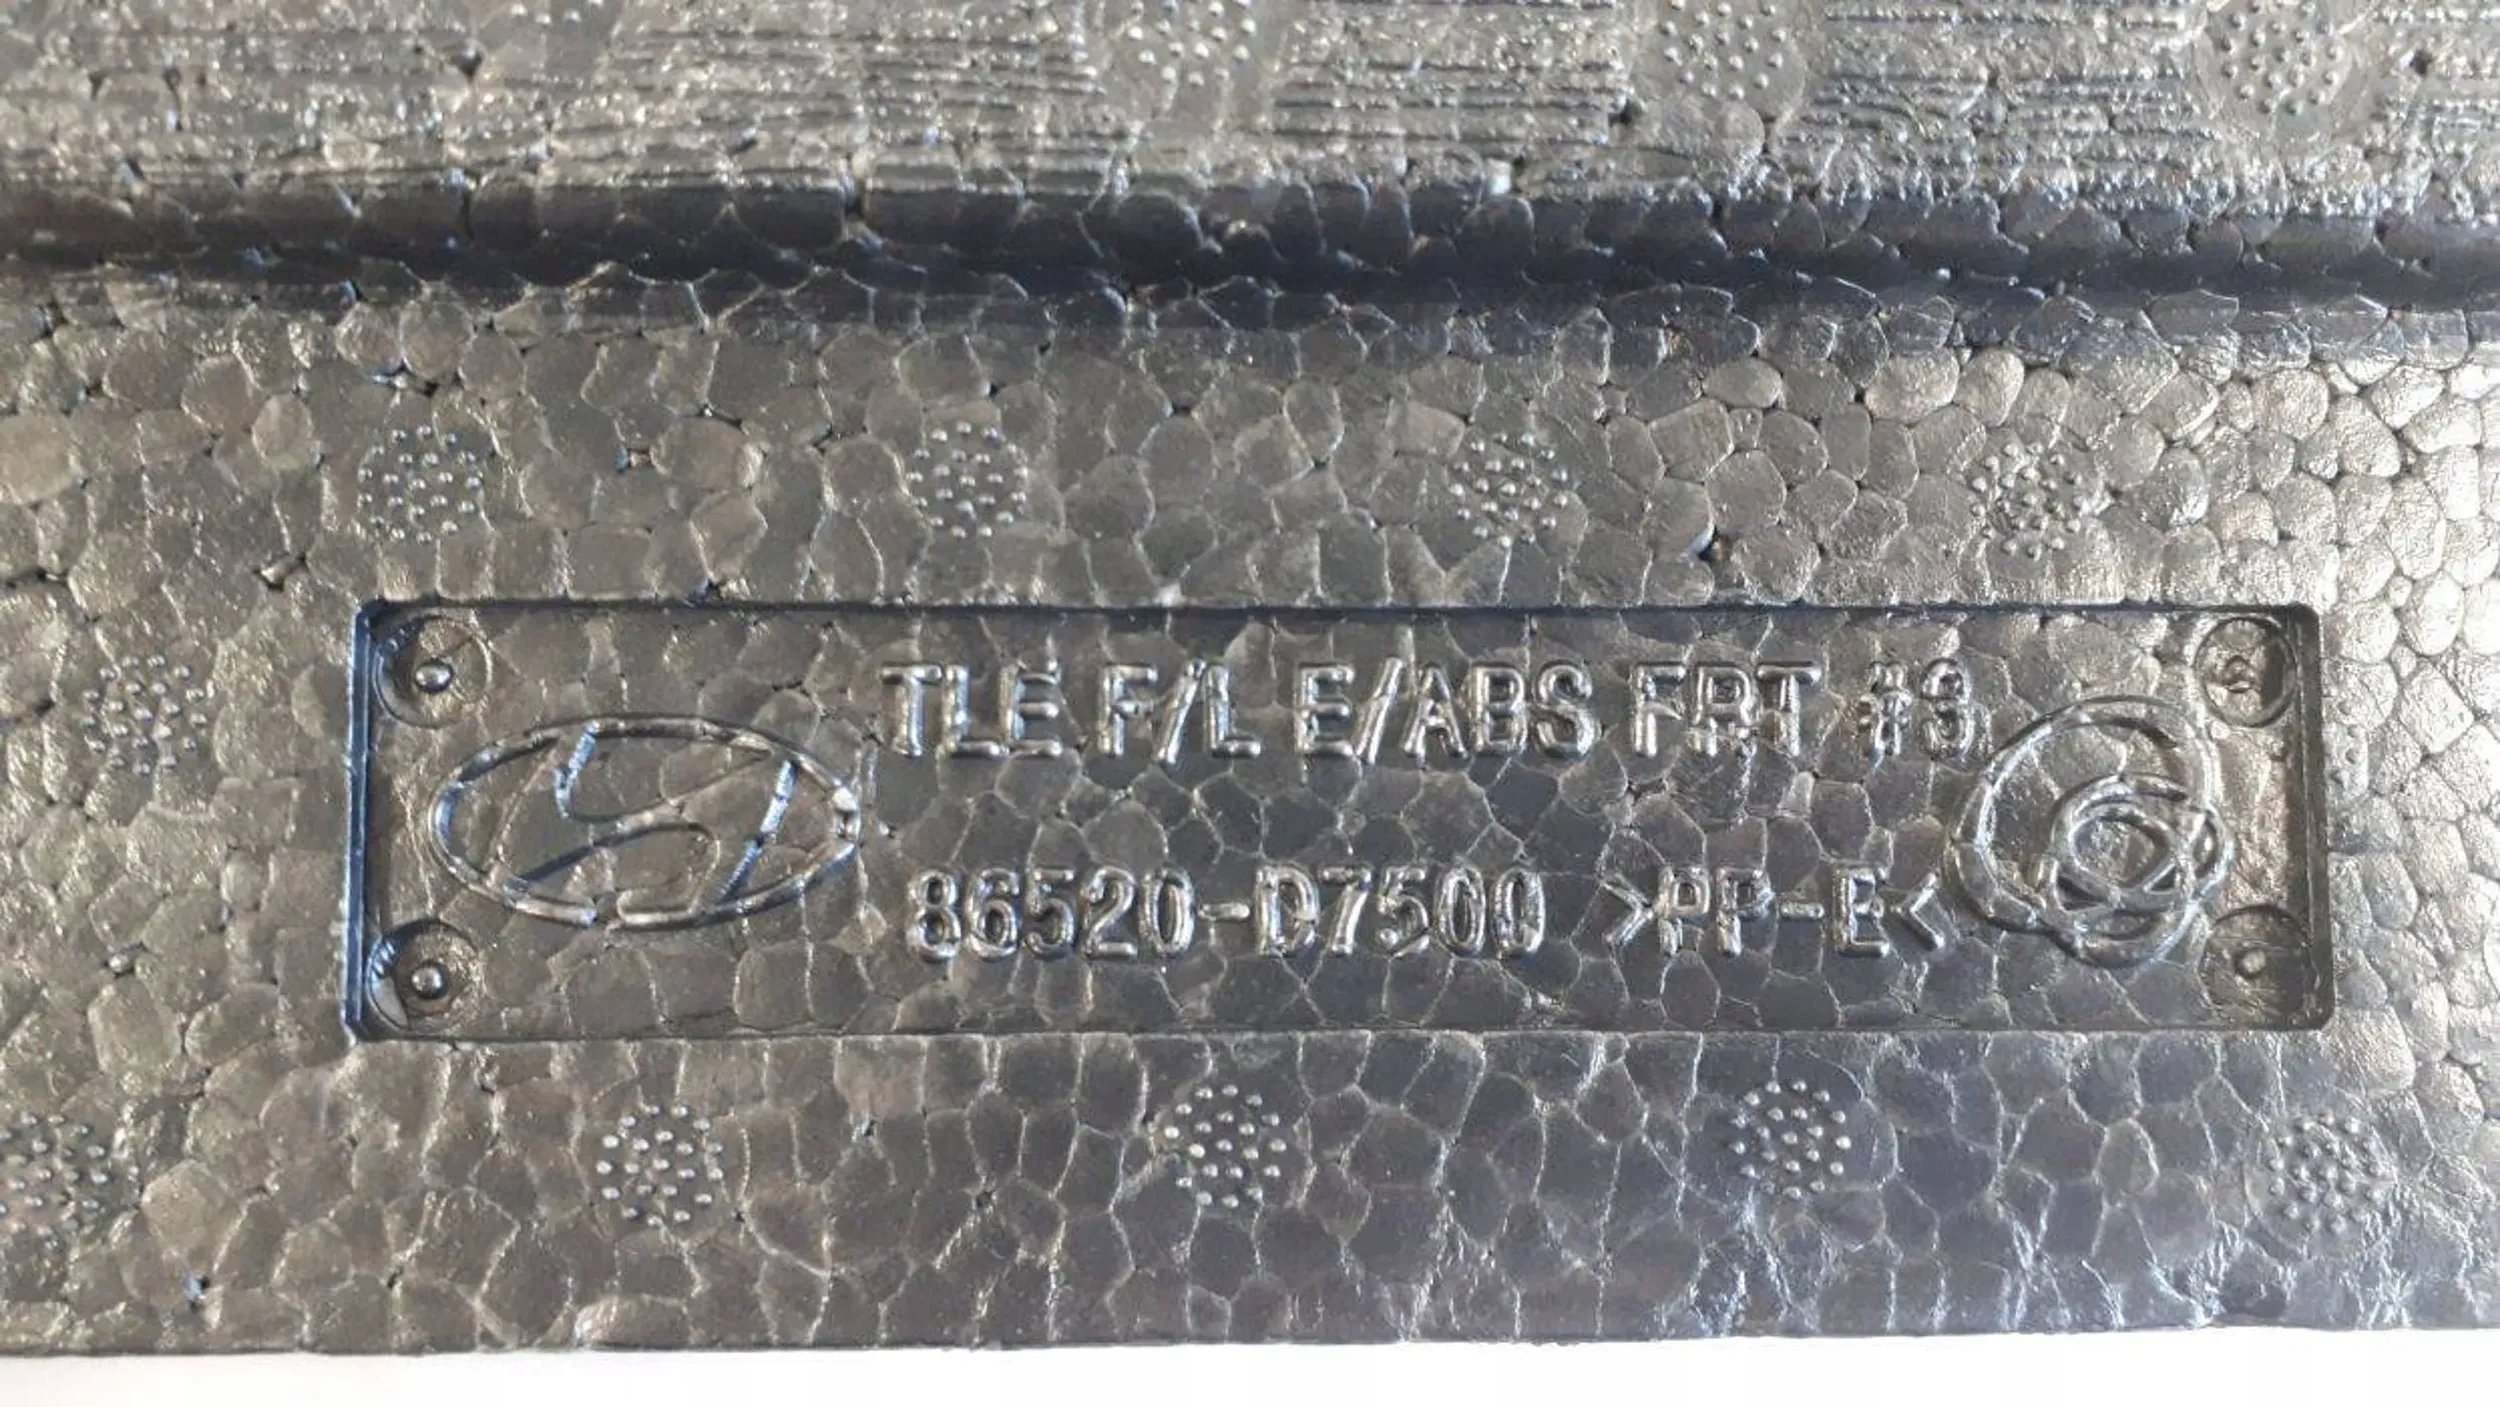 TLE F/L E/ABS FRT #3
86520-D7500 >PP-E<